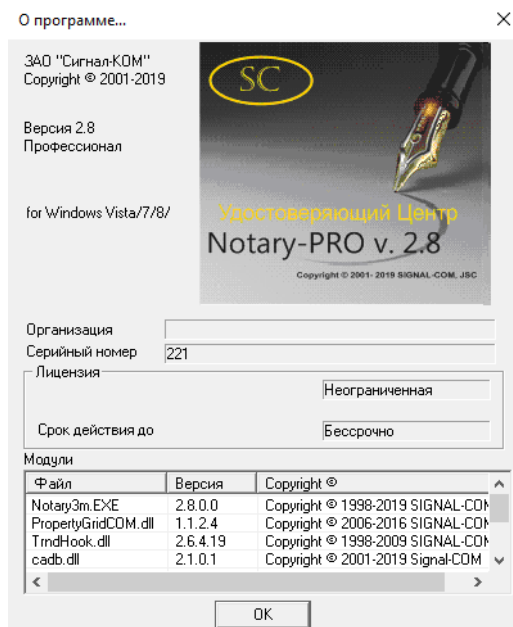 О программе...
ЗАО "Сигнал-КОМ"
Copyright © 2001-2019
Версия 2.8
Профессионал
for Windows Vista/7/8/
SC
Удостоверяющий Центр
Notary-PRO v. 2.8
Copyright © 2001- 2019 SIGNAL-COM, JSC
Организация
Серийный номер 221
Лицензия
Неограниченная
Срок действия до Бессрочно
Модули
Файл Версия Copyright ©
Notary3m.EXE 2.8.0.0 Copyright © 1998-2019 SIGNAL-COM
PropertyGridCOM.dll 1.1.2.4 Copyright © 2006-2016 SIGNAL-COM
TrndHook.dll 2.6.4.19 Copyright © 1998-2009 SIGNAL-COM
cadb.dll 2.1.0.1 Copyright © 2001-2019 Signal-COM
OK